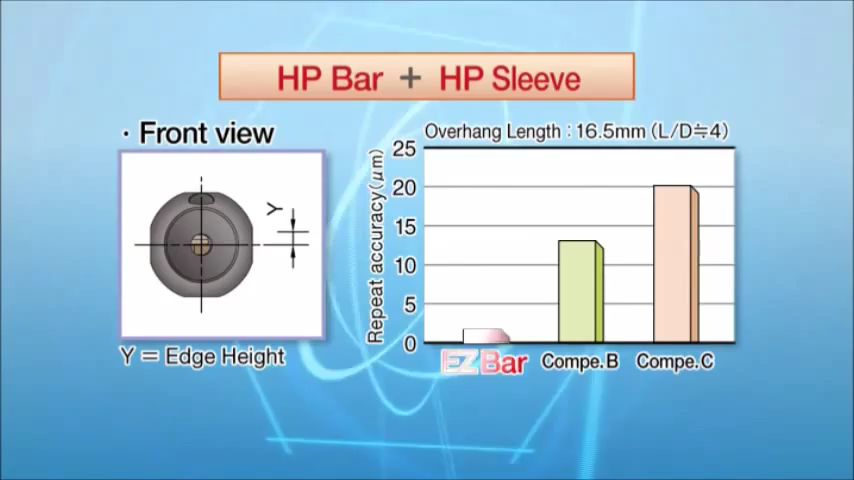 HP Bar + HP Sleeve
· Front view
Y
Y = Edge Height
Overhang Length : 16.5mm (L/D≒4)
Repeat accuracy(μm)
25
20
15
10
5
0
EZ Bar Compe.B Compe.C